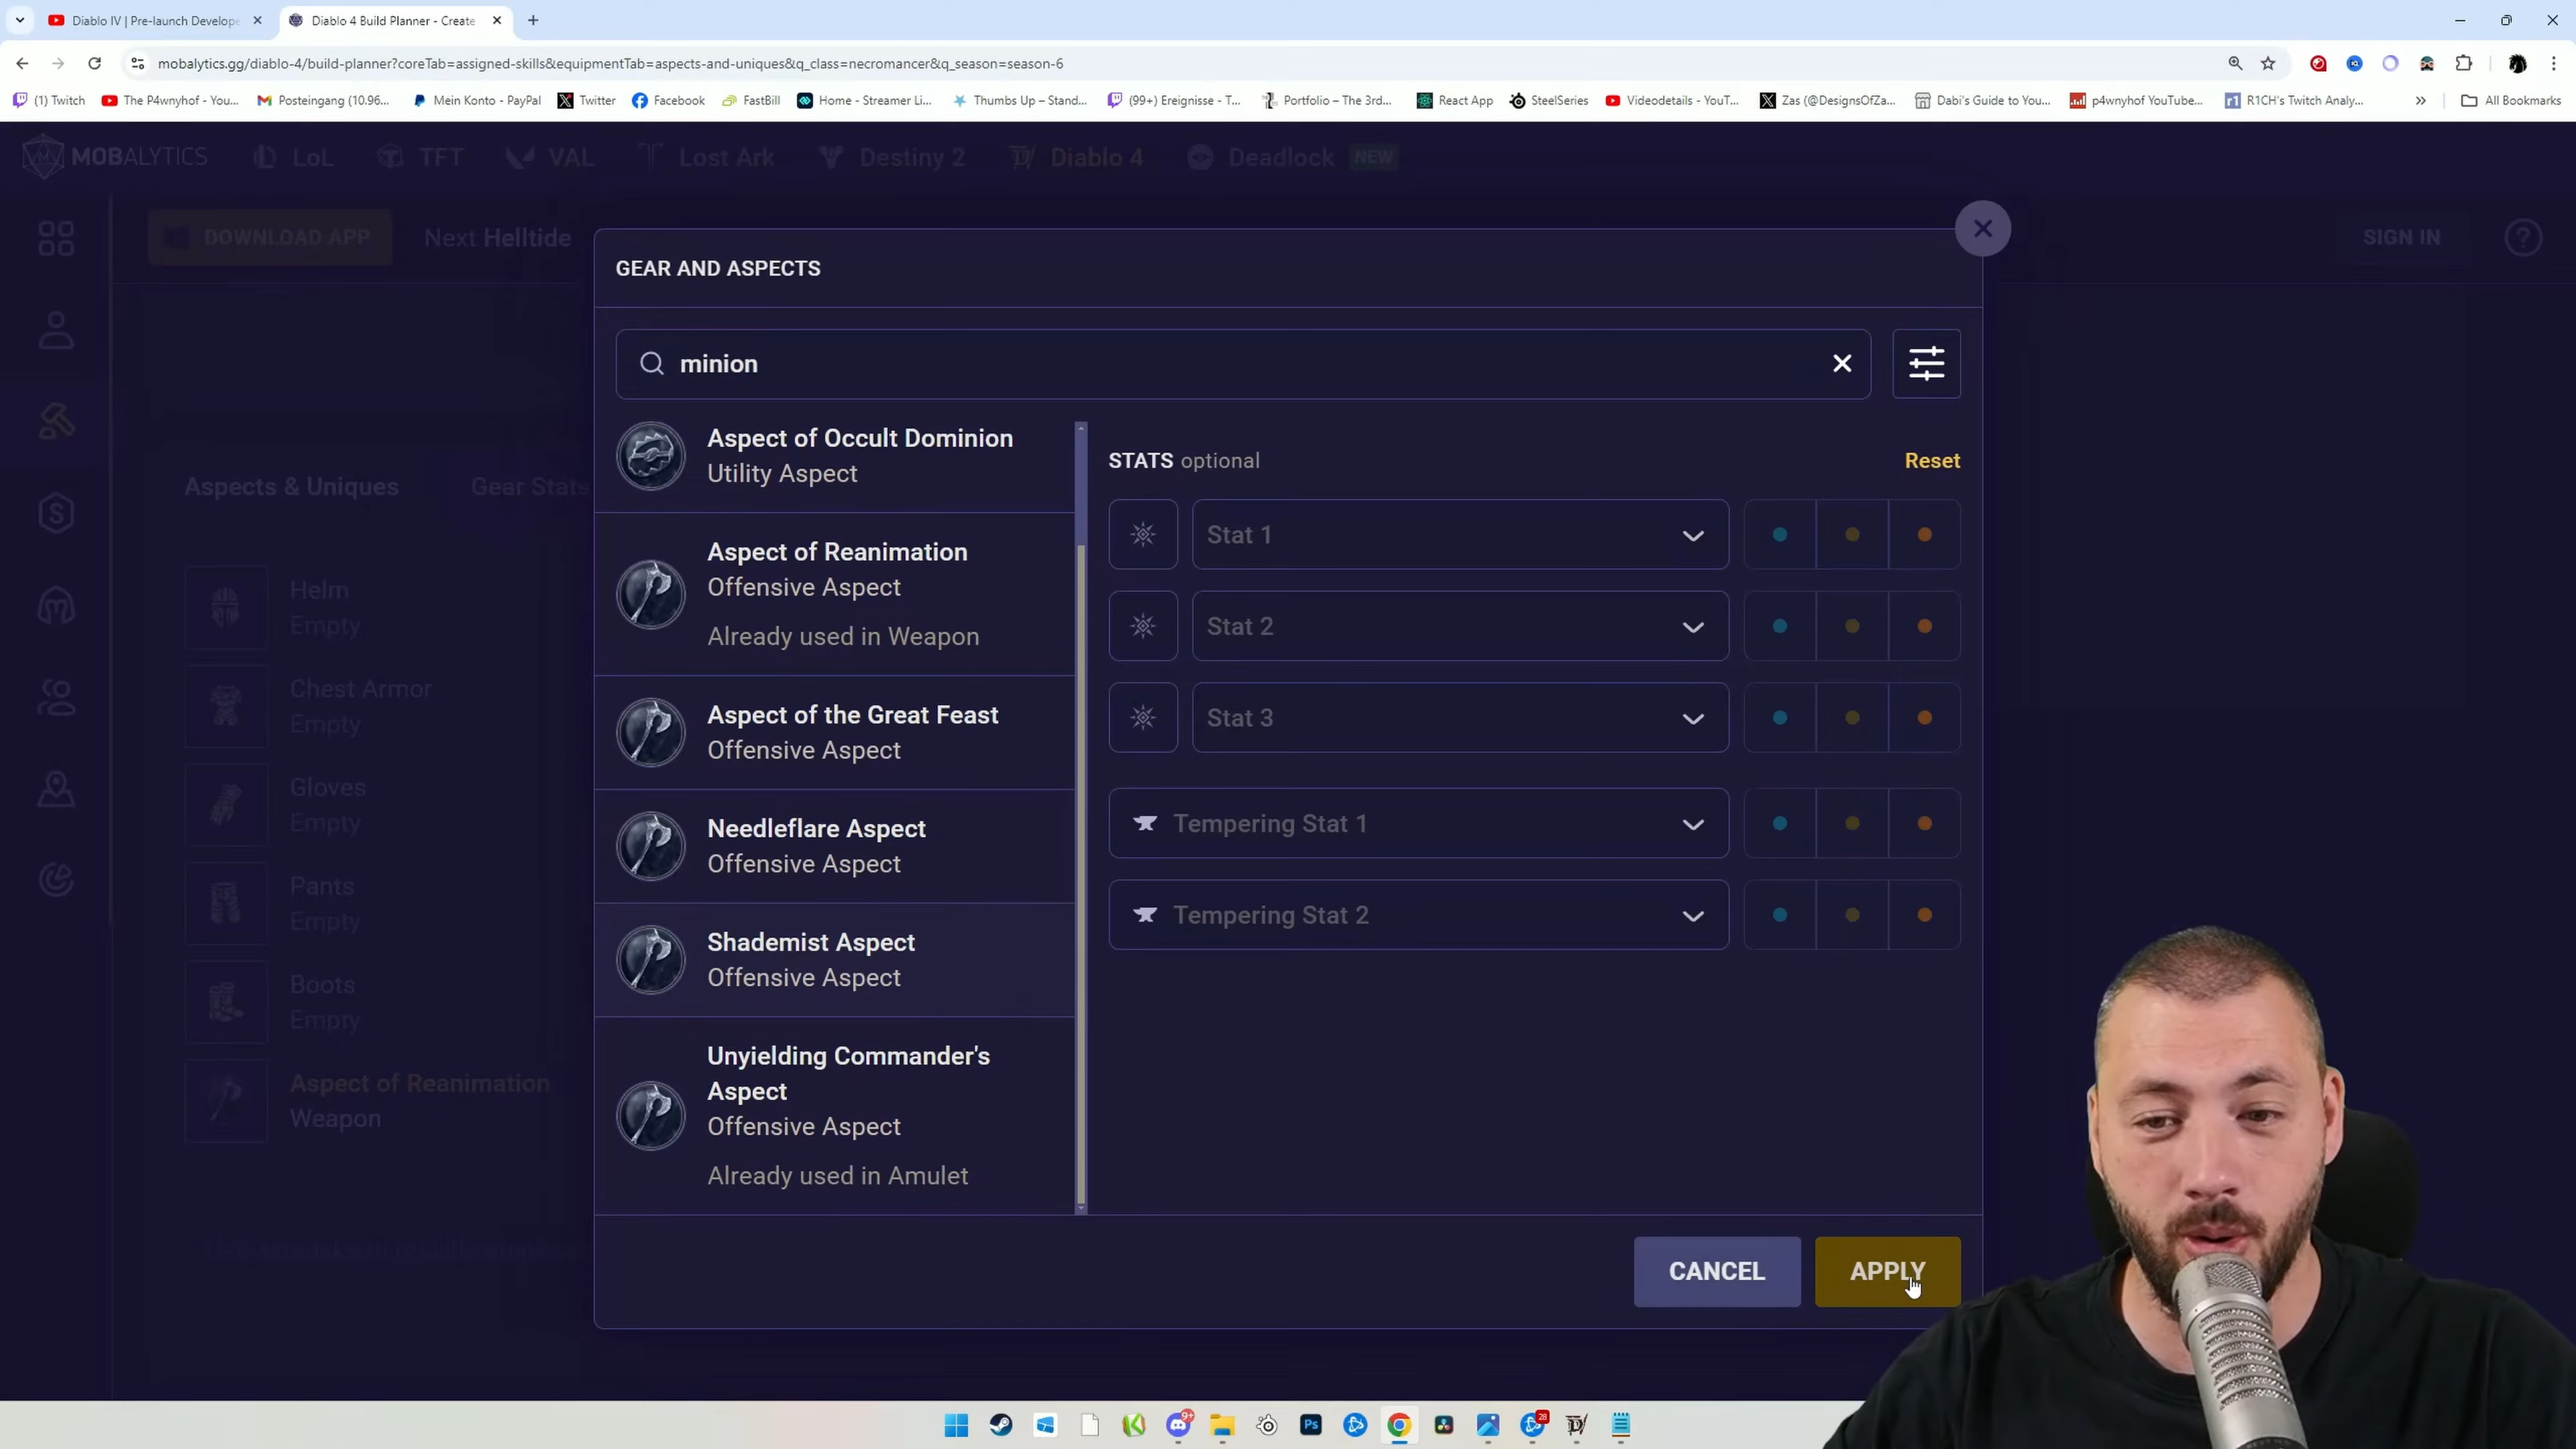 Diablo IV | Pre-launch Develope
Diablo 4 Build Planner - Create
mobalytics.gg/diablo-4/build-planner?coreTab=assigned-skills&equipmentTab=aspects-and-uniques&q_class=necromancer&q_season=season-6
(1) Twitch
The P4wnyhof - You...
Posteingang (10.96...
Mein Konto - PayPal
Twitter
Facebook
FastBill
Home - Streamer Li...
Thumbs Up – Stand...
(99+) Ereignisse - T...
Portfolio – The 3rd...
React App
SteelSeries
Videodetails - YouT...
Zas (@DesignsOfZa...
Dabi's Guide to You...
p4wnyhof YouTube...
R1CH's Twitch Analy...
All Bookmarks
MOBALYTICS
LoL
TFT
VAL
Lost Ark
Destiny 2
Diablo 4
Deadlock
NEW
DOWNLOAD APP
Next Helltide
SIGN IN
GEAR AND ASPECTS
minion
Aspects & Uniques
Gear Stats
Helm
Empty
Chest Armor
Empty
Gloves
Empty
Pants
Empty
Boots
Empty
Aspect of Reanimation
Weapon
Aspect of Occult Dominion
Utility Aspect
Aspect of Reanimation
Offensive Aspect
Already used in Weapon
Aspect of the Great Feast
Offensive Aspect
Needleflare Aspect
Offensive Aspect
Shademist Aspect
Offensive Aspect
Unyielding Commander's
Aspect
Offensive Aspect
Already used in Amulet
STATS optional
Reset
Stat 1
Stat 2
Stat 3
Tempering Stat 1
Tempering Stat 2
CANCEL
APPLY
9+
Ps
28